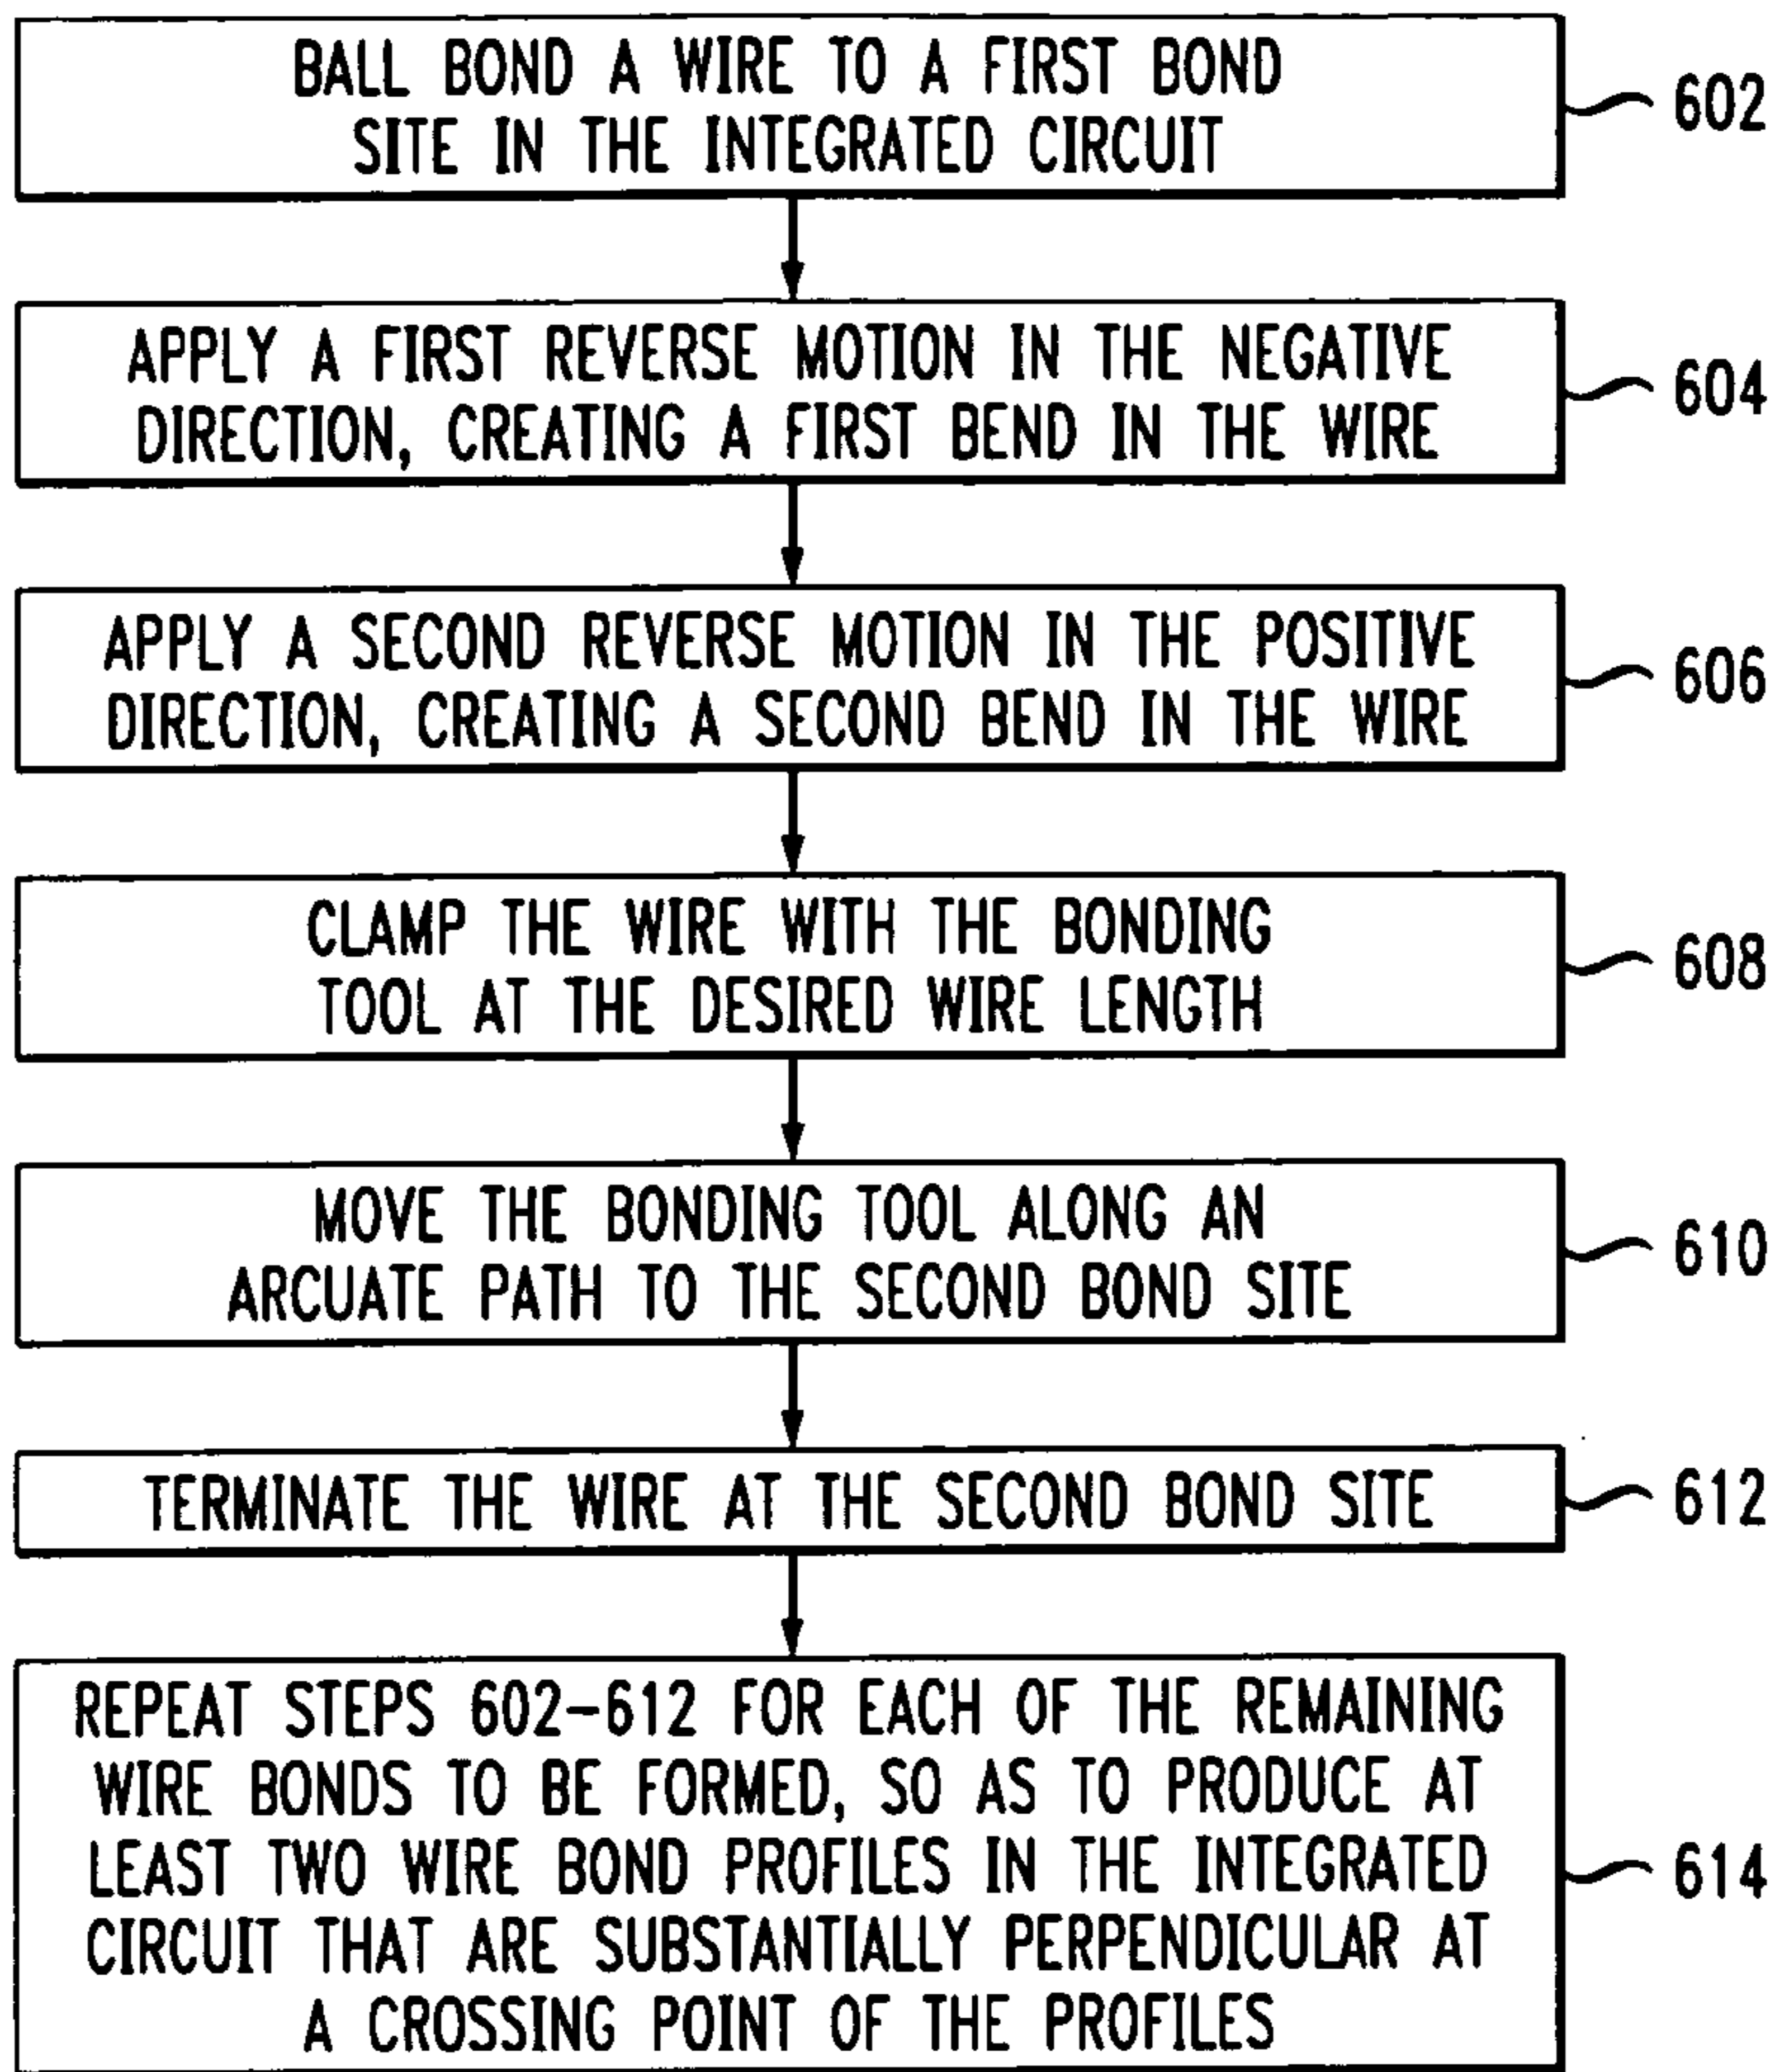 BALL BOND A WIRE TO A FIRST BOND
SITE IN THE INTEGRATED CIRCUIT
602
APPLY A FIRST REVERSE MOTION IN THE NEGATIVE
DIRECTION, CREATING A FIRST BEND IN THE WIRE
604
APPLY A SECOND REVERSE MOTION IN THE POSITIVE
DIRECTION, CREATING A SECOND BEND IN THE WIRE
606
CLAMP THE WIRE WITH THE BONDING
TOOL AT THE DESIRED WIRE LENGTH
608
MOVE THE BONDING TOOL ALONG AN
ARCUATE PATH TO THE SECOND BOND SITE
610
TERMINATE THE WIRE AT THE SECOND BOND SITE
612
REPEAT STEPS 602-612 FOR EACH OF THE REMAINING
WIRE BONDS TO BE FORMED, SO AS TO PRODUCE AT
LEAST TWO WIRE BOND PROFILES IN THE INTEGRATED
CIRCUIT THAT ARE SUBSTANTIALLY PERPENDICULAR AT
A CROSSING POINT OF THE PROFILES
614